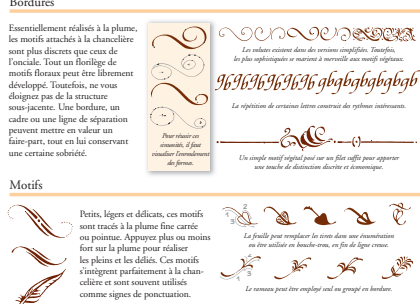 Bordures
Essentiellement réalisés à la plume,
les motifs attachés à la chancelière
sont plus discrets que ceux de
l'onciale. Tout un florilège de
motifs floraux peut être librement
développé. Toutefois, ne vous
éloignez pas de la structure
sous-jacente. Une bordure, un
cadre ou une ligne de séparation
peuvent mettre en valeur un
faire-part, tout en lui conservant
une certaine sobriété.
Pour réussir ces
sinuosités, il faut
visualiser l'enroulement
des formes.
Les volutes existent dans des versions simplifiées. Toutefois,
les plus sophistiquées se marient à merveille aux motifs végétaux.
gbgbgbgbgbgb gbgbgbgbgbgb
La répétition de certaines lettres construit des rythmes intéressants.
Un simple motif végétal posé sur un filet suffit pour apporter
une touche de distinction discrète et économique.
Motifs
Petits, légers et délicats, ces motifs
sont tracés à la plume fine carrée
ou pointue. Appuyez plus ou moins
fort sur la plume pour réaliser
les pleins et les déliés. Ces motifs
s'intègrent parfaitement à la chan-
celière et sont souvent utilisés
comme signes de ponctuation.
La feuille peut remplacer les tirets dans une énumération
ou être utilisée en bouche-trou, en fin de ligne creuse.
Le rameau peut être employé seul ou groupé en bordure.